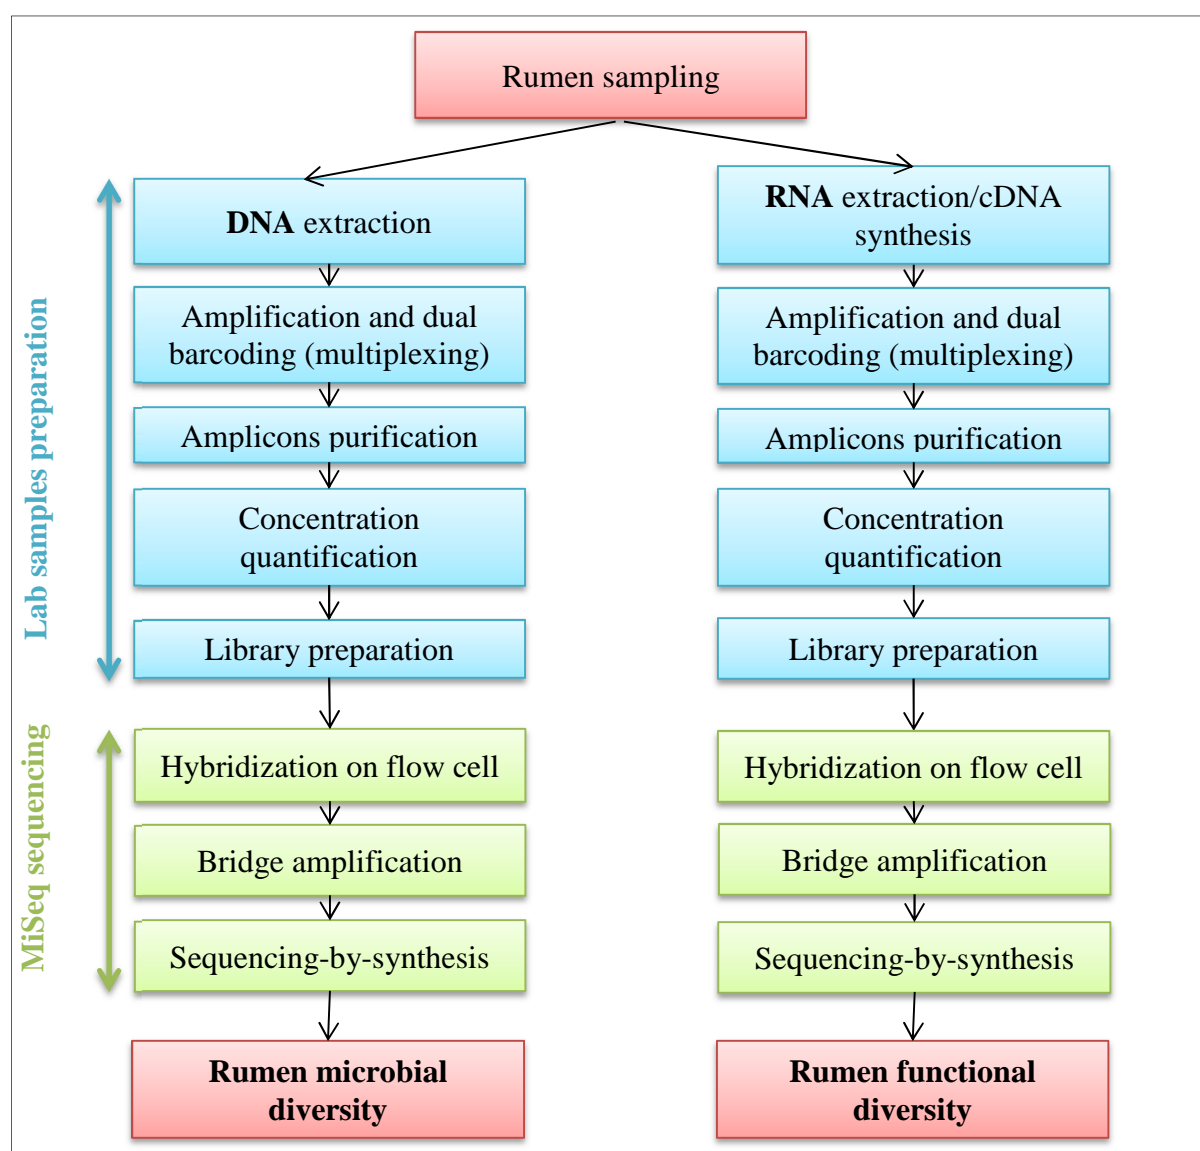 Rumen sampling
Lab samples preparation
DNA extraction
Amplification and dual
barcoding (multiplexing)
Amplicons purification
Concentration
quantification
Library preparation
MiSeq sequencing
Hybridization on flow cell
Bridge amplification
Sequencing-by-synthesis
Rumen microbial
diversity
RNA extraction/cDNA
synthesis
Amplification and dual
barcoding (multiplexing)
Amplicons purification
Concentration
quantification
Library preparation
Hybridization on flow cell
Bridge amplification
Sequencing-by-synthesis
Rumen functional
diversity